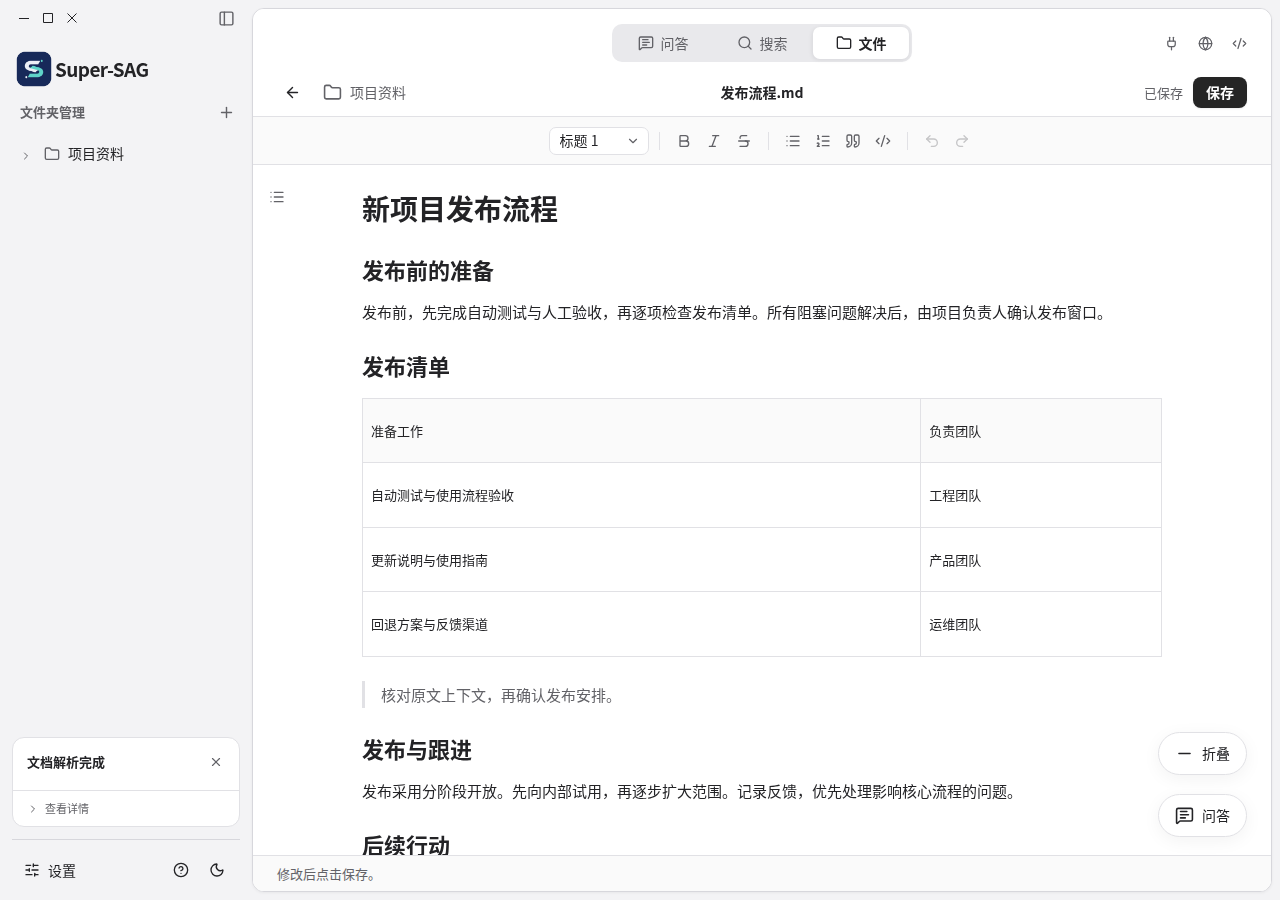 Super-SAG
文件夹管理
项目资料
文档解析完成
查看详情
设置
问答
搜索
文件
项目资料
发布流程.md
已保存
保存
标题 1
新项目发布流程
发布前的准备
发布前，先完成自动测试与人工验收，再逐项检查发布清单。所有阻塞问题解决后，由项目负责人确认发布窗口。
发布清单
准备工作 负责团队
自动测试与使用流程验收 工程团队
更新说明与使用指南 产品团队
回退方案与反馈渠道 运维团队
核对原文上下文，再确认发布安排。
发布与跟进
发布采用分阶段开放。先向内部试用，再逐步扩大范围。记录反馈，优先处理影响核心流程的问题。
后续行动
折叠
问答
修改后点击保存。